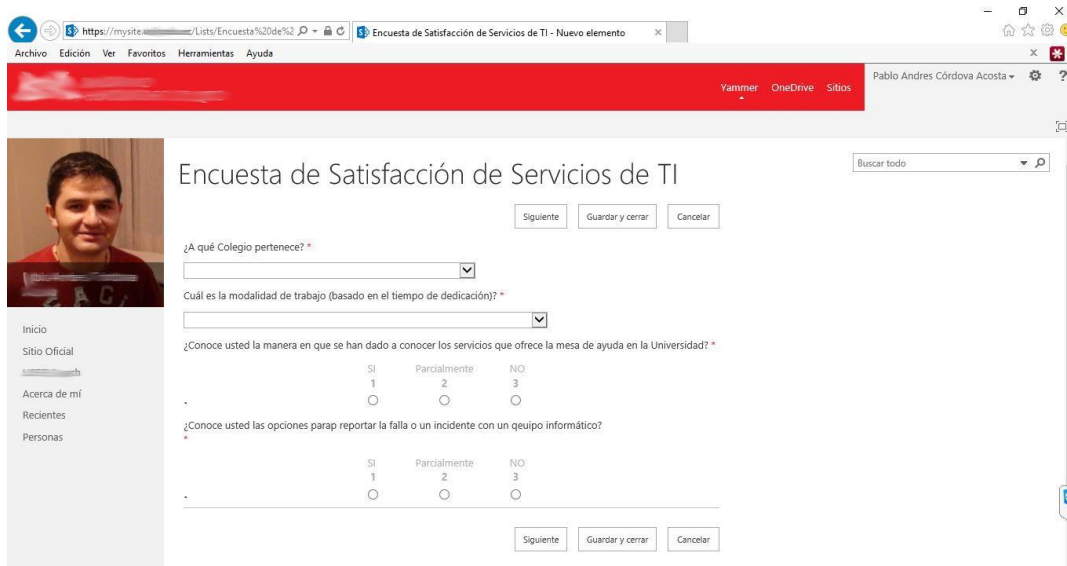 https://mysite. /Lists/Encuesta%20de%2
Encuesta de Satisfacción de Servicios de TI - Nuevo elemento
Archivo Edición Ver Favoritos Herramientas Ayuda
Yammer OneDrive Sitios
Pablo Andres Córdova Acosta
Buscar todo
Encuesta de Satisfacción de Servicios de TI
Siguiente Guardar y cerrar Cancelar
¿A qué Colegio pertenece? *
Cuál es la modalidad de trabajo (basado en el tiempo de dedicación)? *
Inicio
Sitio Oficial
Acerca de mí
Recientes
Personas
¿Conoce usted la manera en que se han dado a conocer los servicios que ofrece la mesa de ayuda en la Universidad? *
SI Parcialmente NO
1 2 3
.
¿Conoce usted las opciones parap reportar la falla o un incidente con un qeuipo informático?
*
SI Parcialmente NO
1 2 3
.
Siguiente Guardar y cerrar Cancelar